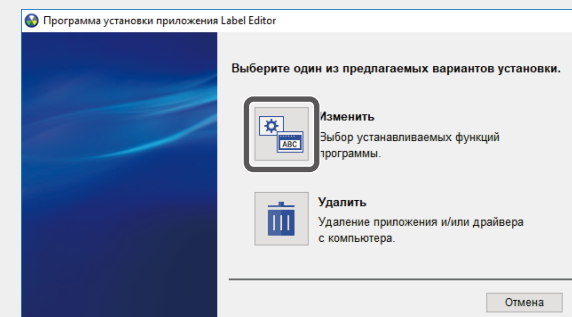 Программа установки приложения Label Editor
Выберите один из предлагаемых вариантов установки.
Изменить
Выбор устанавливаемых функций
программы.
ABC
Удалить
Удаление приложения и/или драйвера
с компьютера.
Отмена